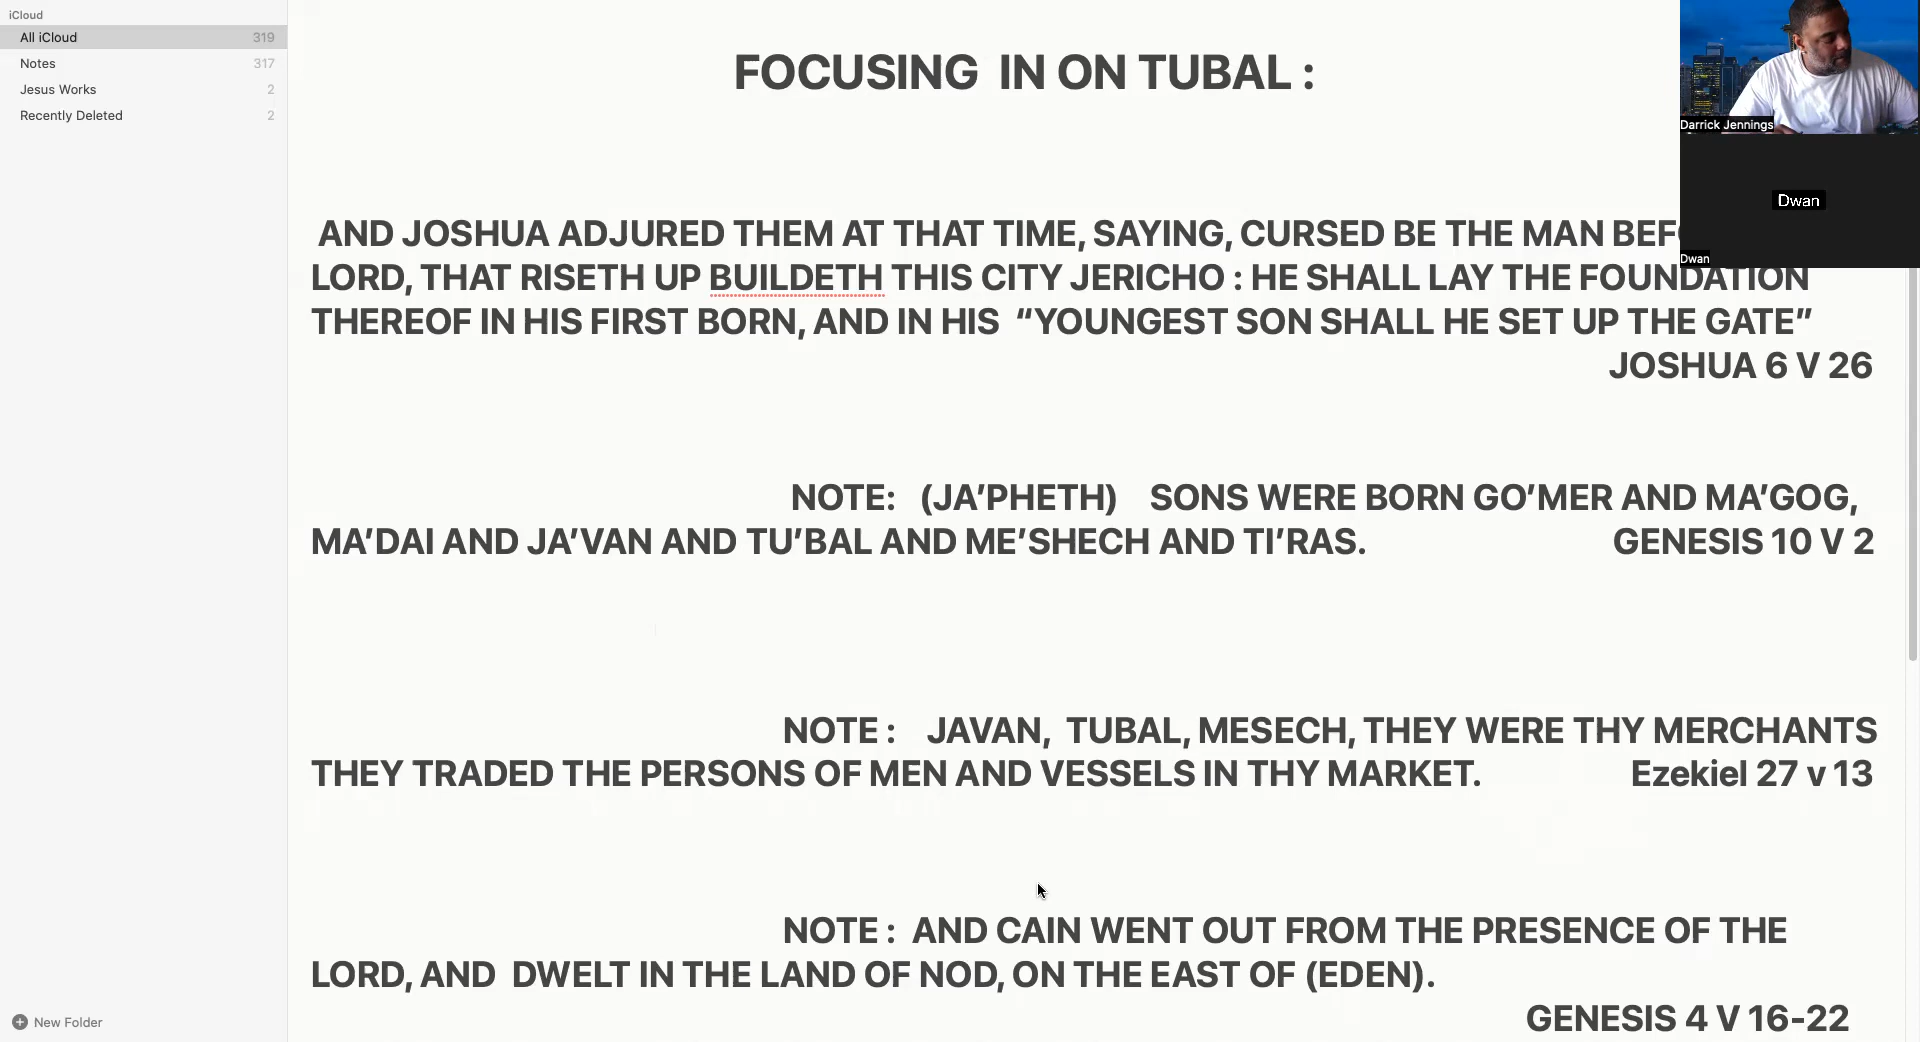 iCloud
All iCloud 319
Notes 317
Jesus Works 2
Recently Deleted 2
New Folder
FOCUSING IN ON TUBAL :
AND JOSHUA ADJURED THEM AT THAT TIME, SAYING, CURSED BE THE MAN
LORD, THAT RISETH UP BUILDETH THIS CITY JERICHO : HE SHALL LAY THE FOUNDATION
THEREOF IN HIS FIRST BORN, AND IN HIS “YOUNGEST SON SHALL HE SET UP THE GATE”
JOSHUA 6 V 26
NOTE: (JA’PHETH) SONS WERE BORN GO’MER AND MA’GOG,
MA’DAI AND JA’VAN AND TU’BAL AND ME’SHECH AND TI’RAS. GENESIS 10 V 2
NOTE : JAVAN, TUBAL, MESECH, THEY WERE THY MERCHANTS
THEY TRADED THE PERSONS OF MEN AND VESSELS IN THY MARKET. Ezekiel 27 v 13
NOTE : AND CAIN WENT OUT FROM THE PRESENCE OF THE
LORD, AND DWELT IN THE LAND OF NOD, ON THE EAST OF (EDEN).
GENESIS 4 V 16-22
Darrick Jennings
Dwan
Dwan